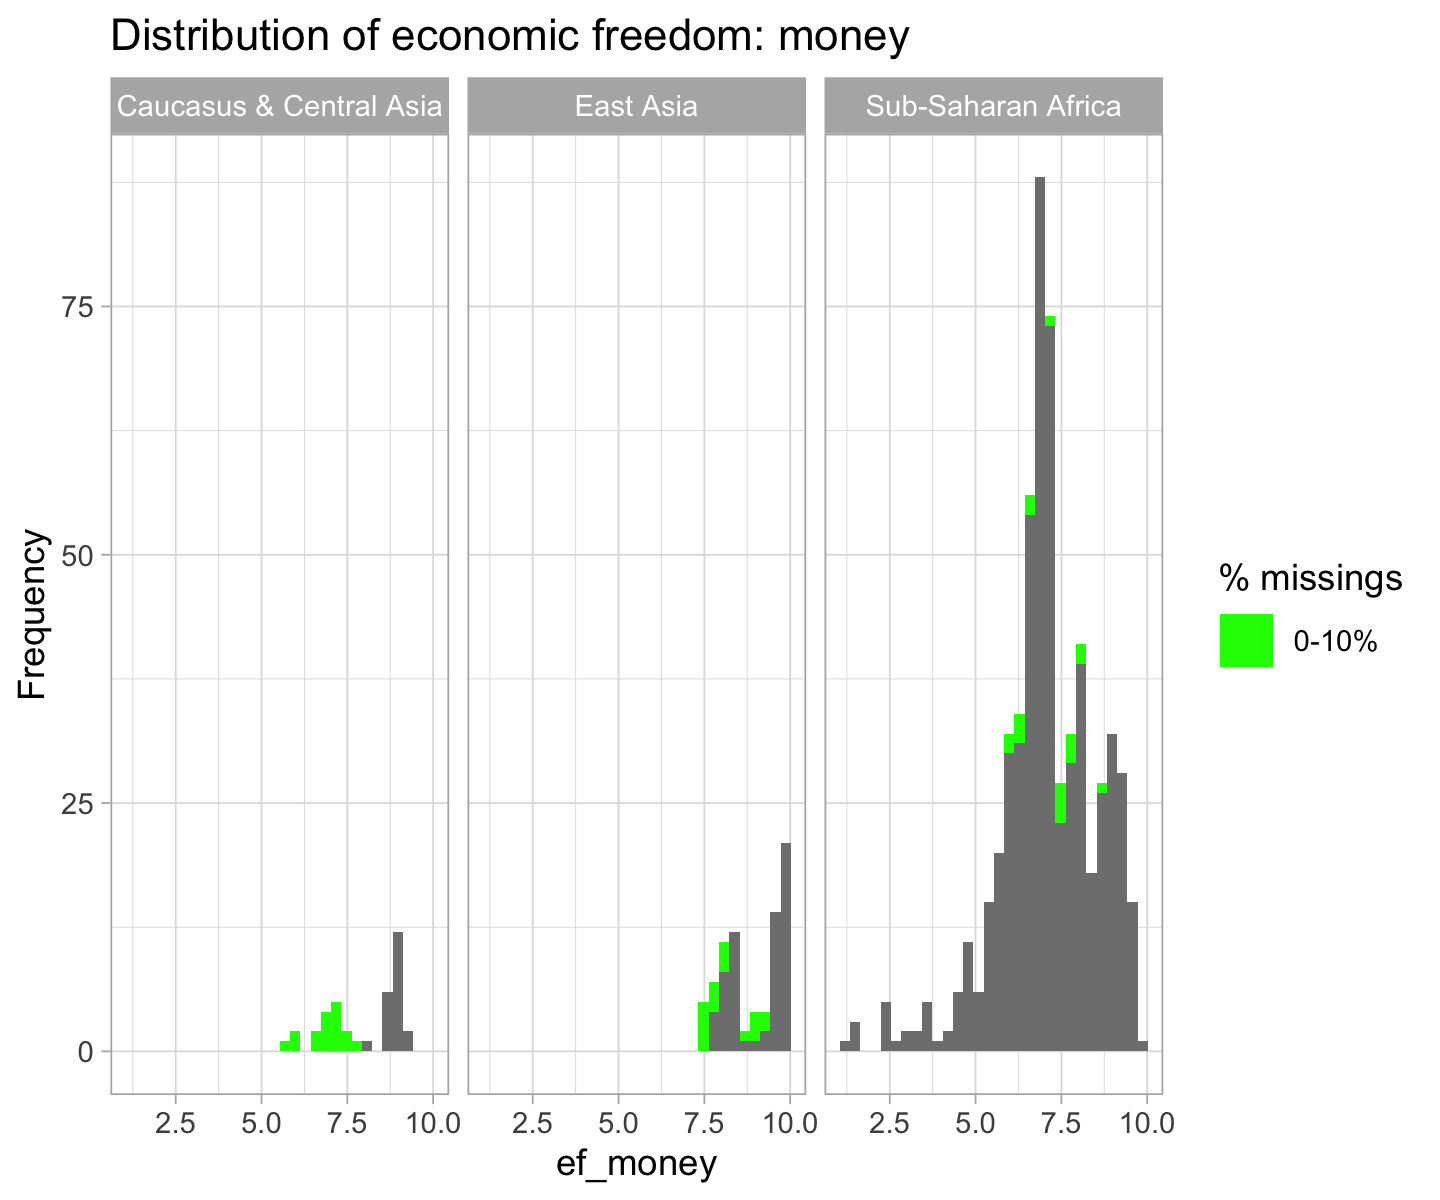 Distribution of economic freedom: money
Caucasus & Central Asia
East Asia
Sub-Saharan Africa
75
50
25
0
Frequency
2.5 5.0 7.5 10.0
2.5 5.0 7.5 10.0
2.5 5.0 7.5 10.0
ef_money
% missings
0-10%